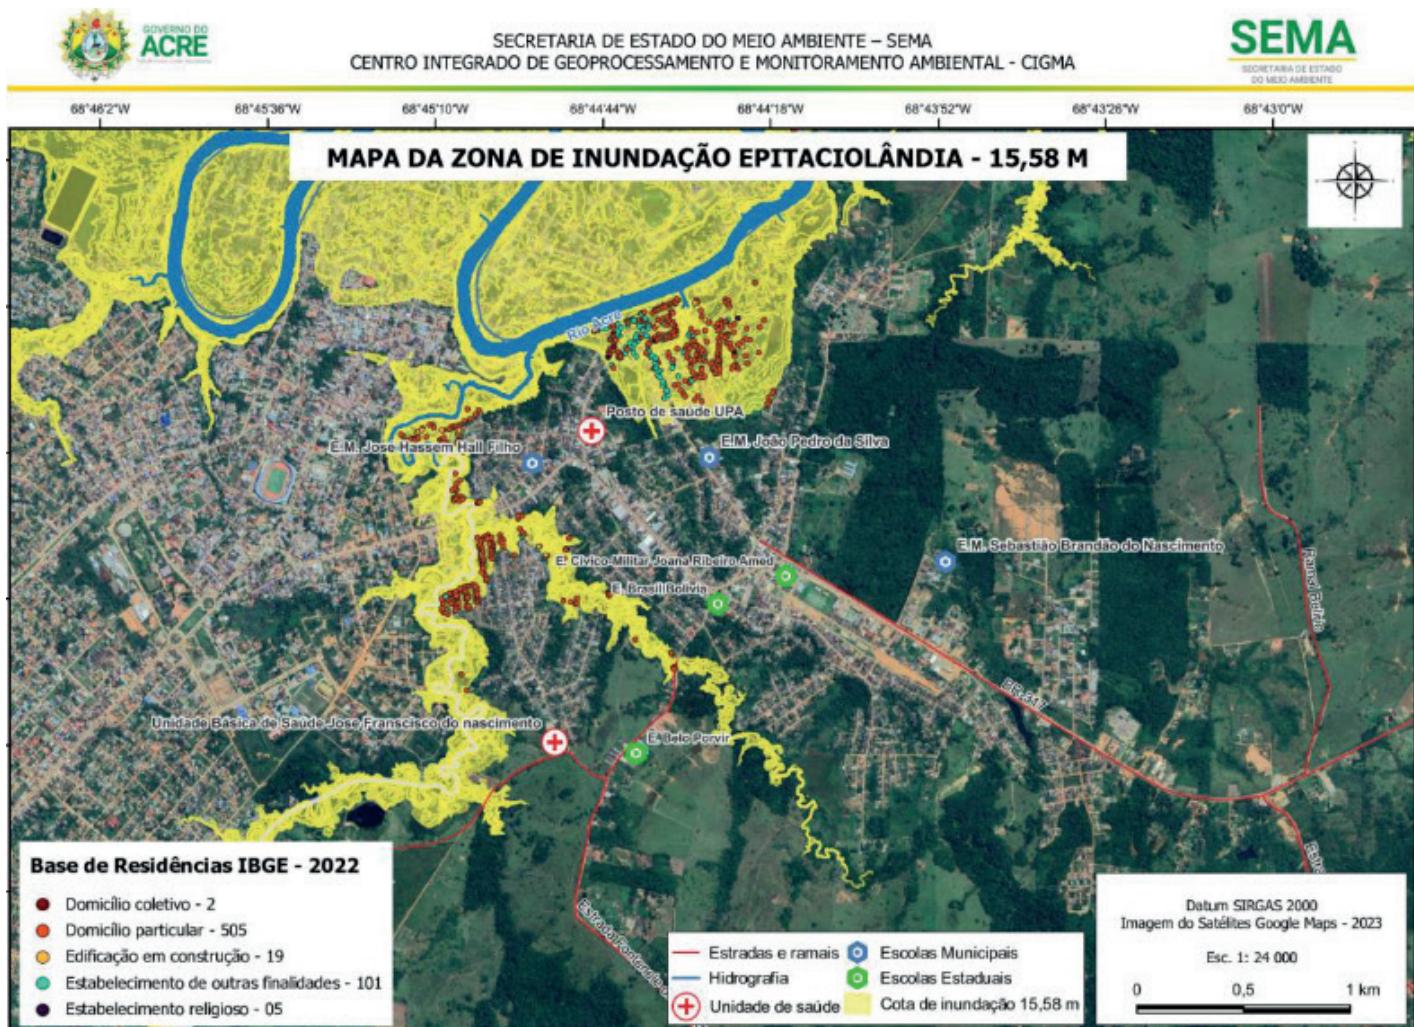 GOVERNO DO
ACRE
SECRETARIA DE ESTADO DO MEIO AMBIENTE – SEMA
CENTRO INTEGRADO DE GEOPROCESSAMENTO E MONITORAMENTO AMBIENTAL - CIGMA
SEMA
SECRETARIA DE ESTADO
DO MEIO AMBIENTE
68°46'2"W 68°45'36"W 68°45'10"W 68°44'44"W 68°44'18"W 68°43'52"W 68°43'26"W 68°43'0"W
MAPA DA ZONA DE INUNDAÇÃO EPITACIOLÂNDIA - 15,58 M
Rio Acre
Posto de saúde UPA
E.M. José Hassem Hall Filho
E.M. João Pedro da Silva
E. Cívico-Militar Joana Ribeiro Amed
E.M. Sebastião Brandão do Nascimento
E. Brasil Bolivia
BR-317
Unidade Básica de Saúde José Franscisco do nascimento
E. Belo Porvir
Base de Residências IBGE - 2022
Domicílio coletivo - 2
Domicílio particular - 505
Edificação em construção - 19
Estabelecimento de outras finalidades - 101
Estabelecimento religioso - 05
Estradas e ramais
Hidrografia
Unidade de saúde
Escolas Municipais
Escolas Estaduais
Cota de inundação 15,58 m
Datum SIRGAS 2000
Imagem do Satélites Google Maps - 2023
Esc. 1: 24 000
0 0,5 1 km